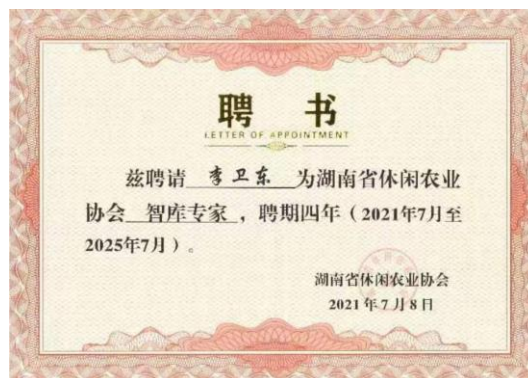 聘 书
LETTER OF APPOINTMENT
兹聘请 李卫东 为湖南省休闲农业
协会 智库专家 ，聘期四年（2021年7月至
2025年7月）。
湖南省休闲农业协会
2021年7月8日